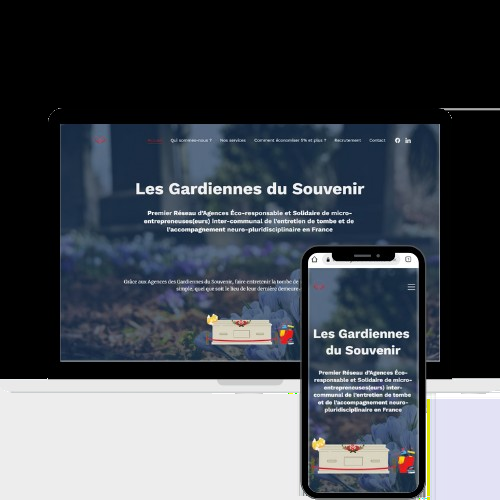 Accueil Qui sommes-nous ? Nos services Comment économiser 5% et plus ? Recrutement Contact
Les Gardiennes du Souvenir
Premier Réseau d'Agences Éco-responsable et Solidaire de micro-
entrepreneuses(eurs) inter-communal de l'entretien de tombe et de
l'accompagnement neuro-pluridisciplinaire en France
Grâce aux Agences des Gardiennes du Souvenir, faire entretenir la tombe de
simple, quel que soit le lieu de leur dernière demeure.
Les Gardiennes
du Souvenir
Premier Réseau d'Agences Éco-
responsable et Solidaire de micro-
entrepreneuses(eurs) inter-
communal de l'entretien de tombe
et de l'accompagnement neuro-
pluridisciplinaire en France